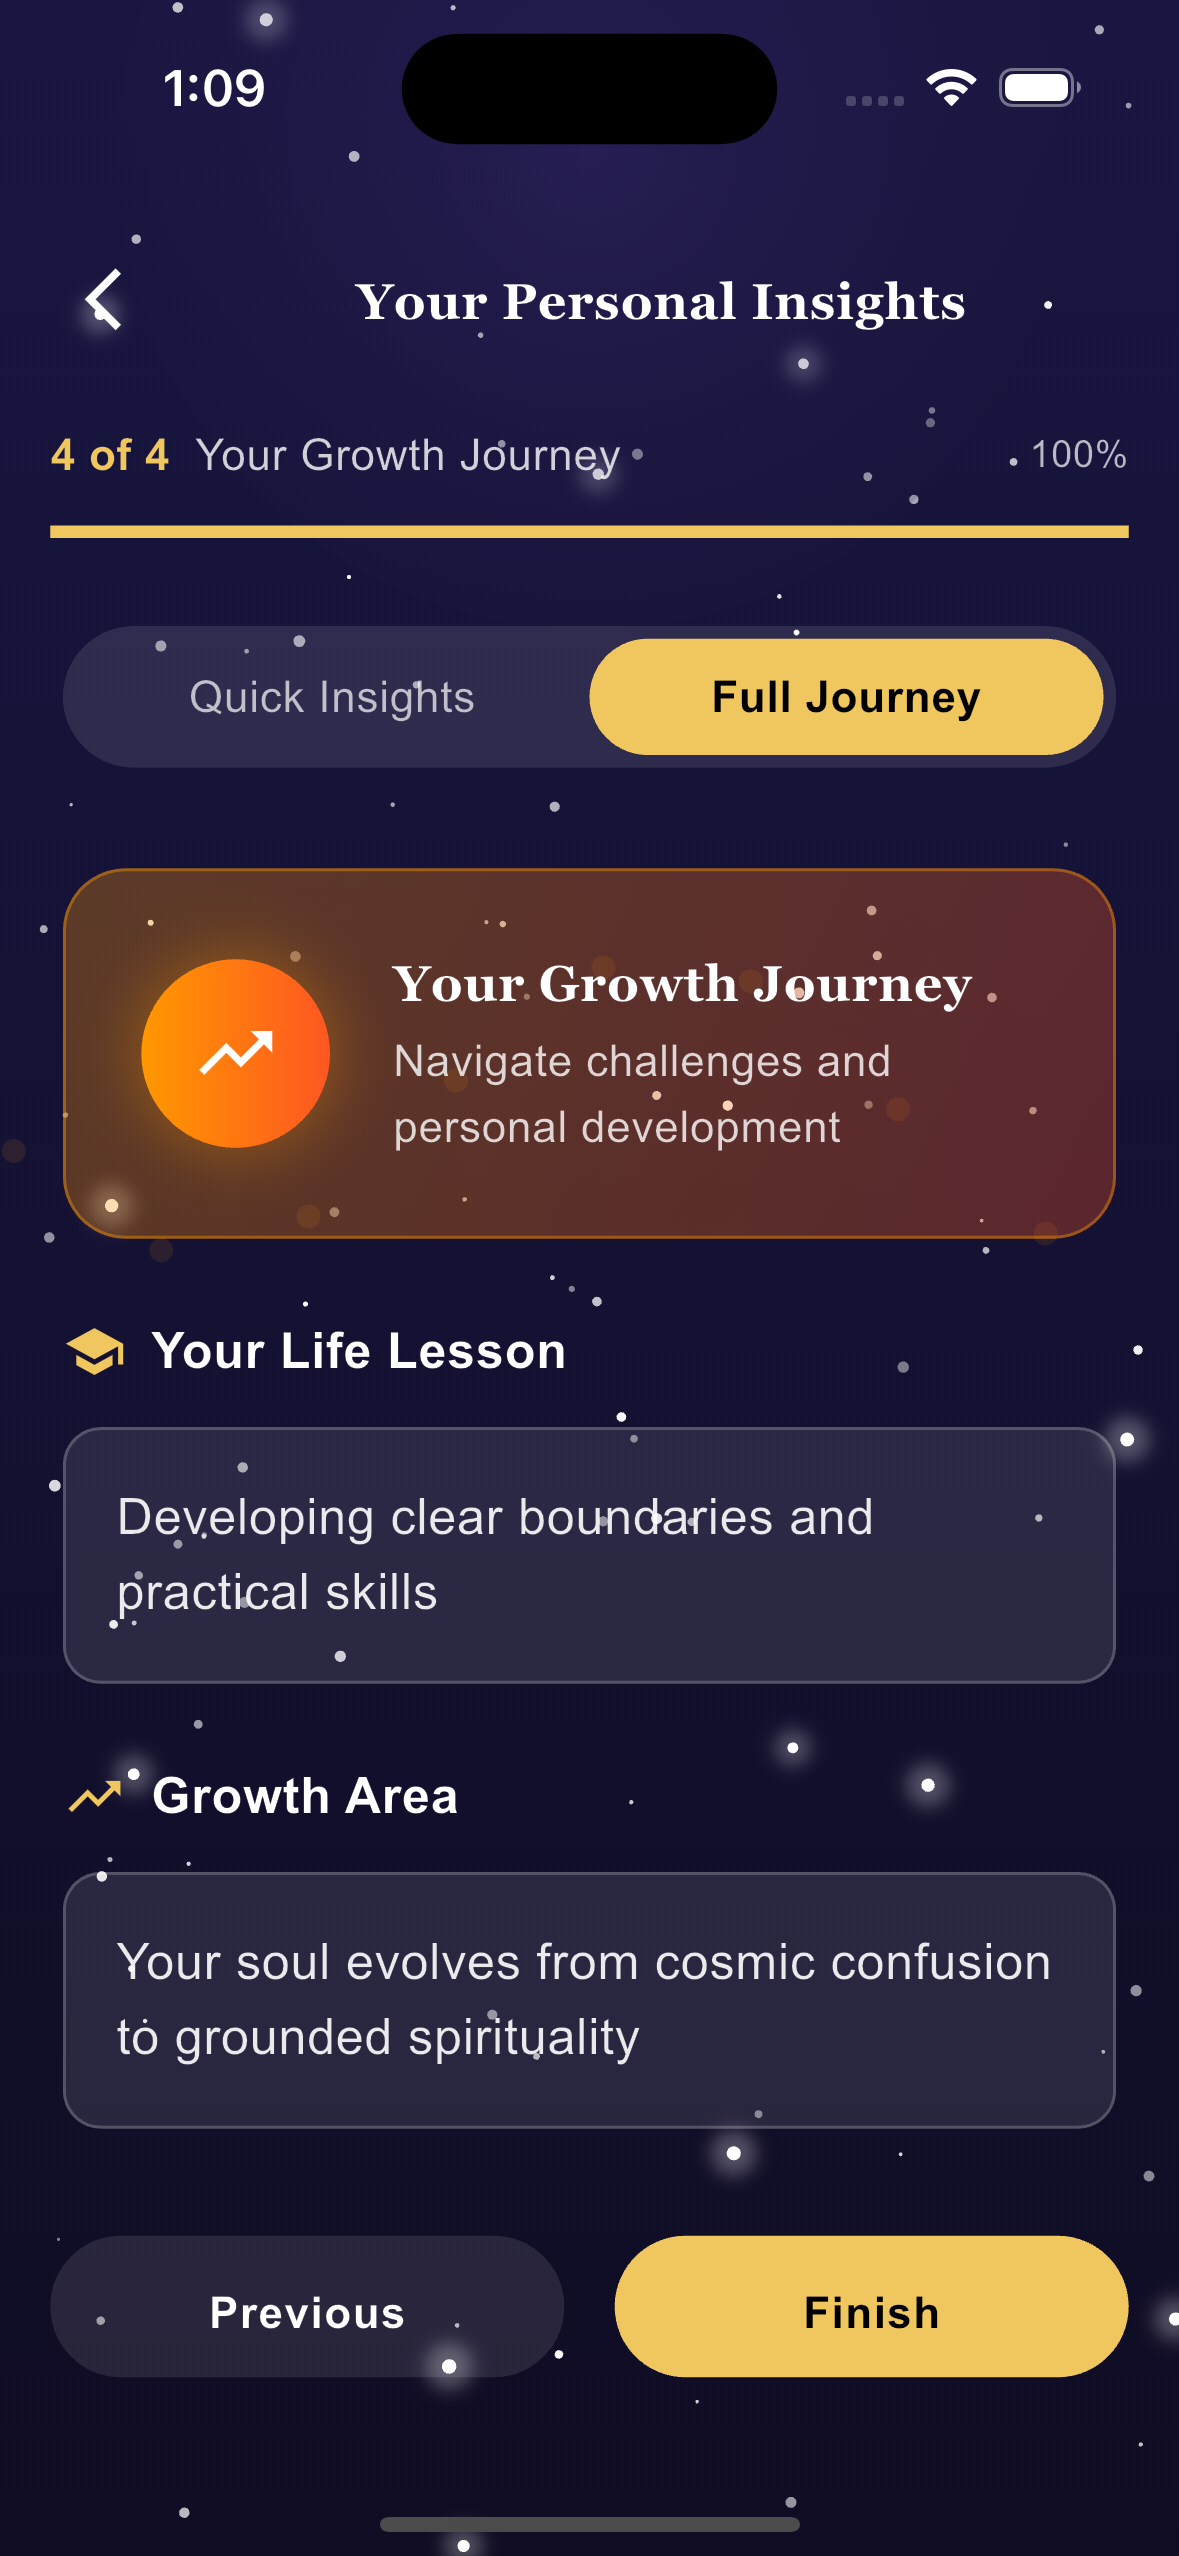 1:09
Your Personal Insights
4 of 4 Your Growth Journey 100%
Quick Insights Full Journey
Your Growth Journey
Navigate challenges and
personal development
Your Life Lesson
Developing clear boundaries and
practical skills
Growth Area
Your soul evolves from cosmic confusion
to grounded spirituality
Previous Finish